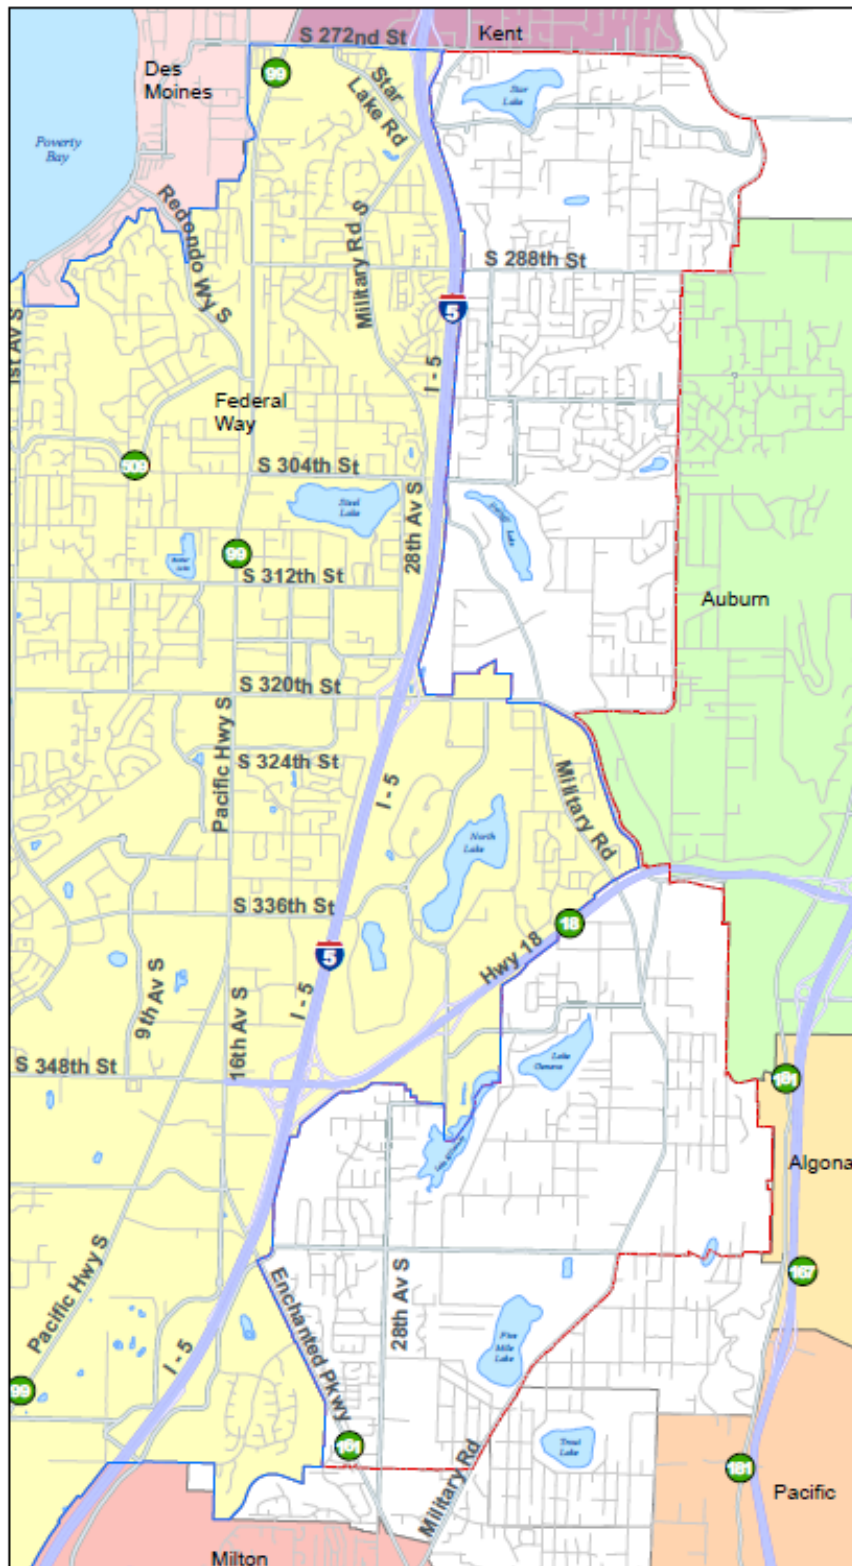 S 272nd St
Kent
Des
Moines
99
Star
Lake Rd
Star
Lake
Poverty
Bay
Redondo Wy S
Military Rd S
S 288th St
5
1st Av S
I - 5
Federal
Way
509
S 304th St
Steel
Lake
28th Av S
99
S 312th St
Auburn
S 320th St
Pacific Hwy S
S 324th St
I - 5
Military Rd
North
Lake
S 336th St
18
Hwy 18
5
9th Av S
16th Av S
I - 5
S 348th St
Lake
Geneva
161
Algona
167
Pacific Hwy S
Enchanted Pkwy
28th Av S
I - 5
Five
Mile
Lake
99
161
Military Rd
Trout
Lake
181
Pacific
Milton